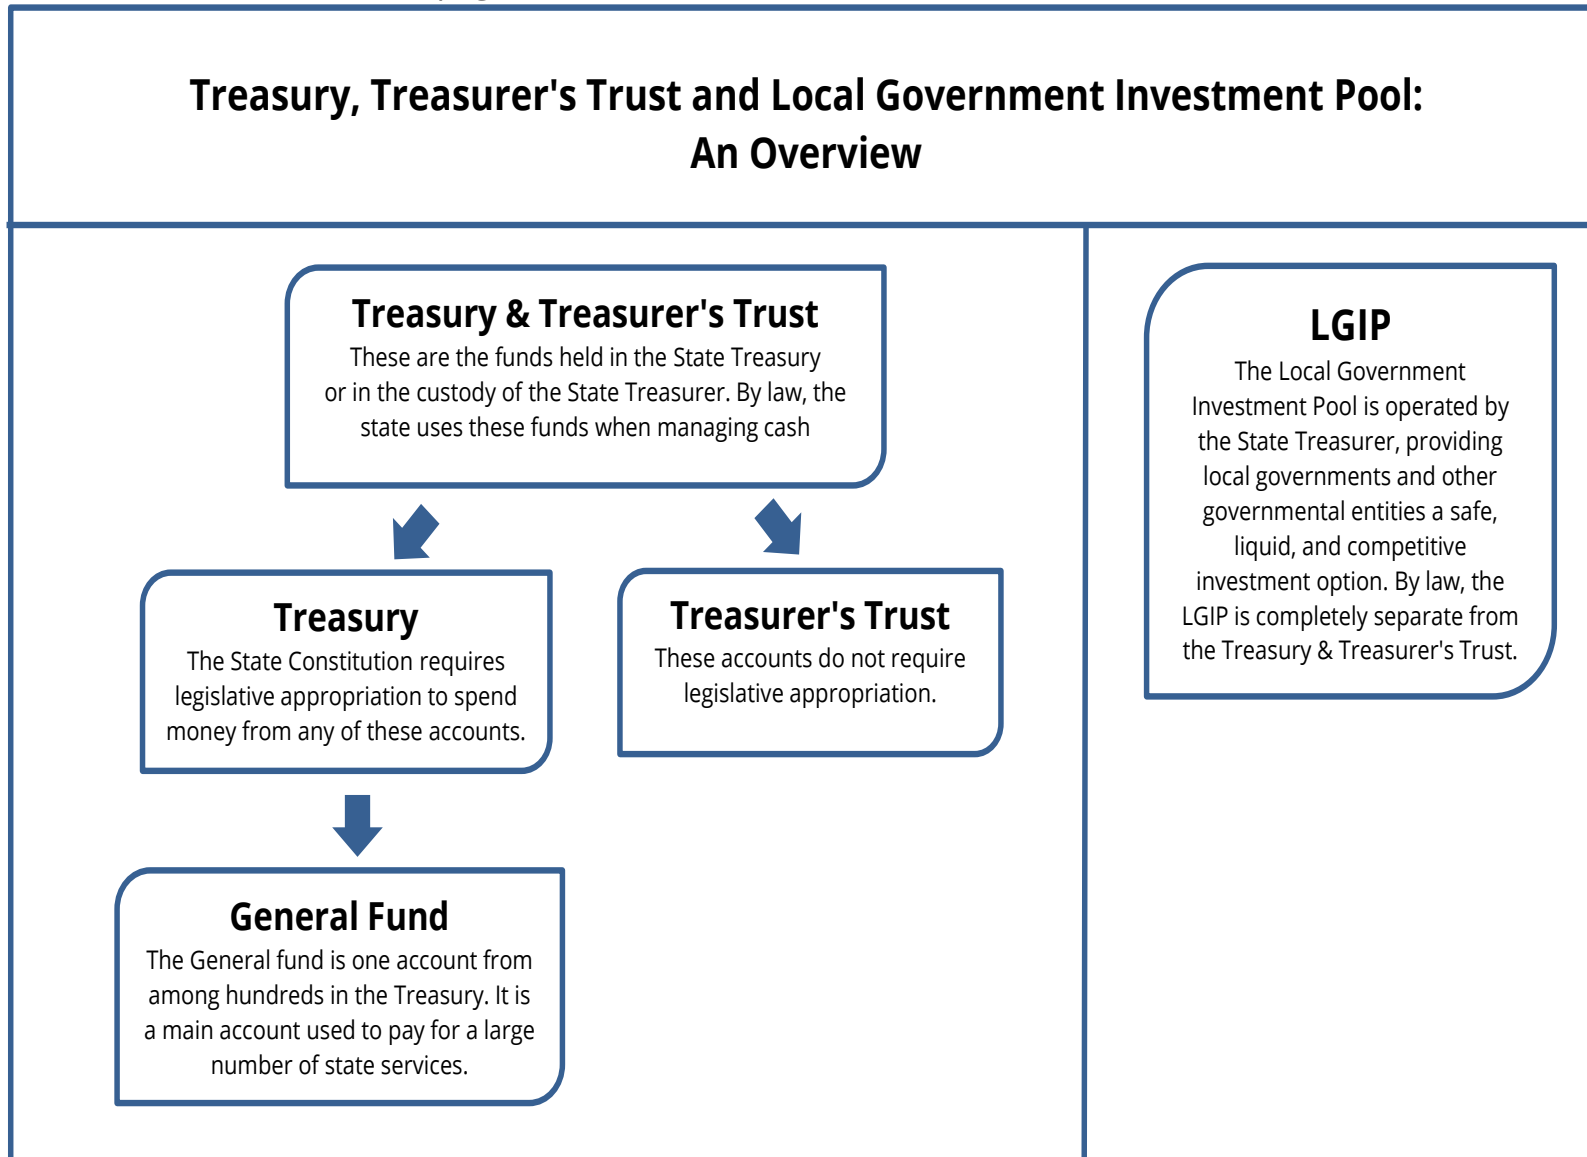 Treasury, Treasurer's Trust and Local Government Investment Pool:
An Overview
Treasury & Treasurer's Trust
These are the funds held in the State Treasury
or in the custody of the State Treasurer. By law, the
state uses these funds when managing cash
Treasury
The State Constitution requires
legislative appropriation to spend
money from any of these accounts.
Treasurer's Trust
These accounts do not require
legislative appropriation.
General Fund
The General fund is one account from
among hundreds in the Treasury. It is
a main account used to pay for a large
number of state services.
LGIP
The Local Government
Investment Pool is operated by
the State Treasurer, providing
local governments and other
governmental entities a safe,
liquid, and competitive
investment option. By law, the
LGIP is completely separate from
the Treasury & Treasurer's Trust.